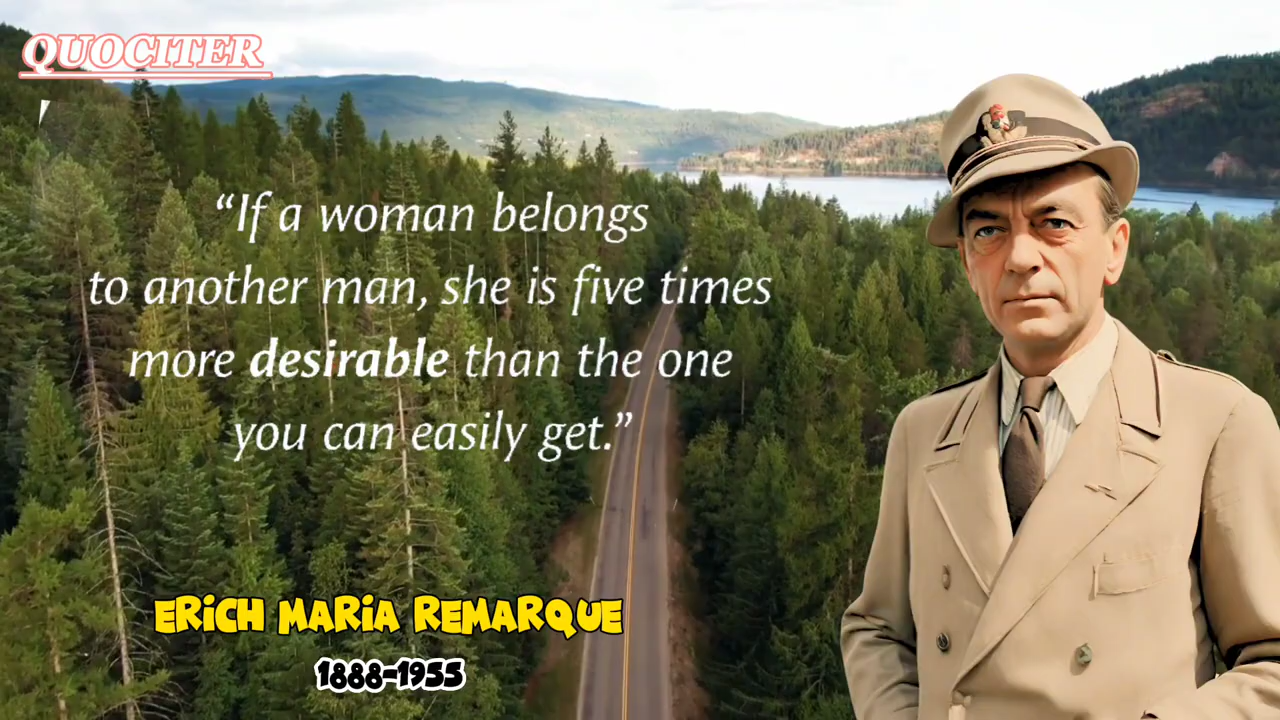 QUOCITER
“If a woman belongs
to another man, she is five times
more desirable than the one
you can easily get.”
ERiCH MARiA REMARQUE
1888-1955